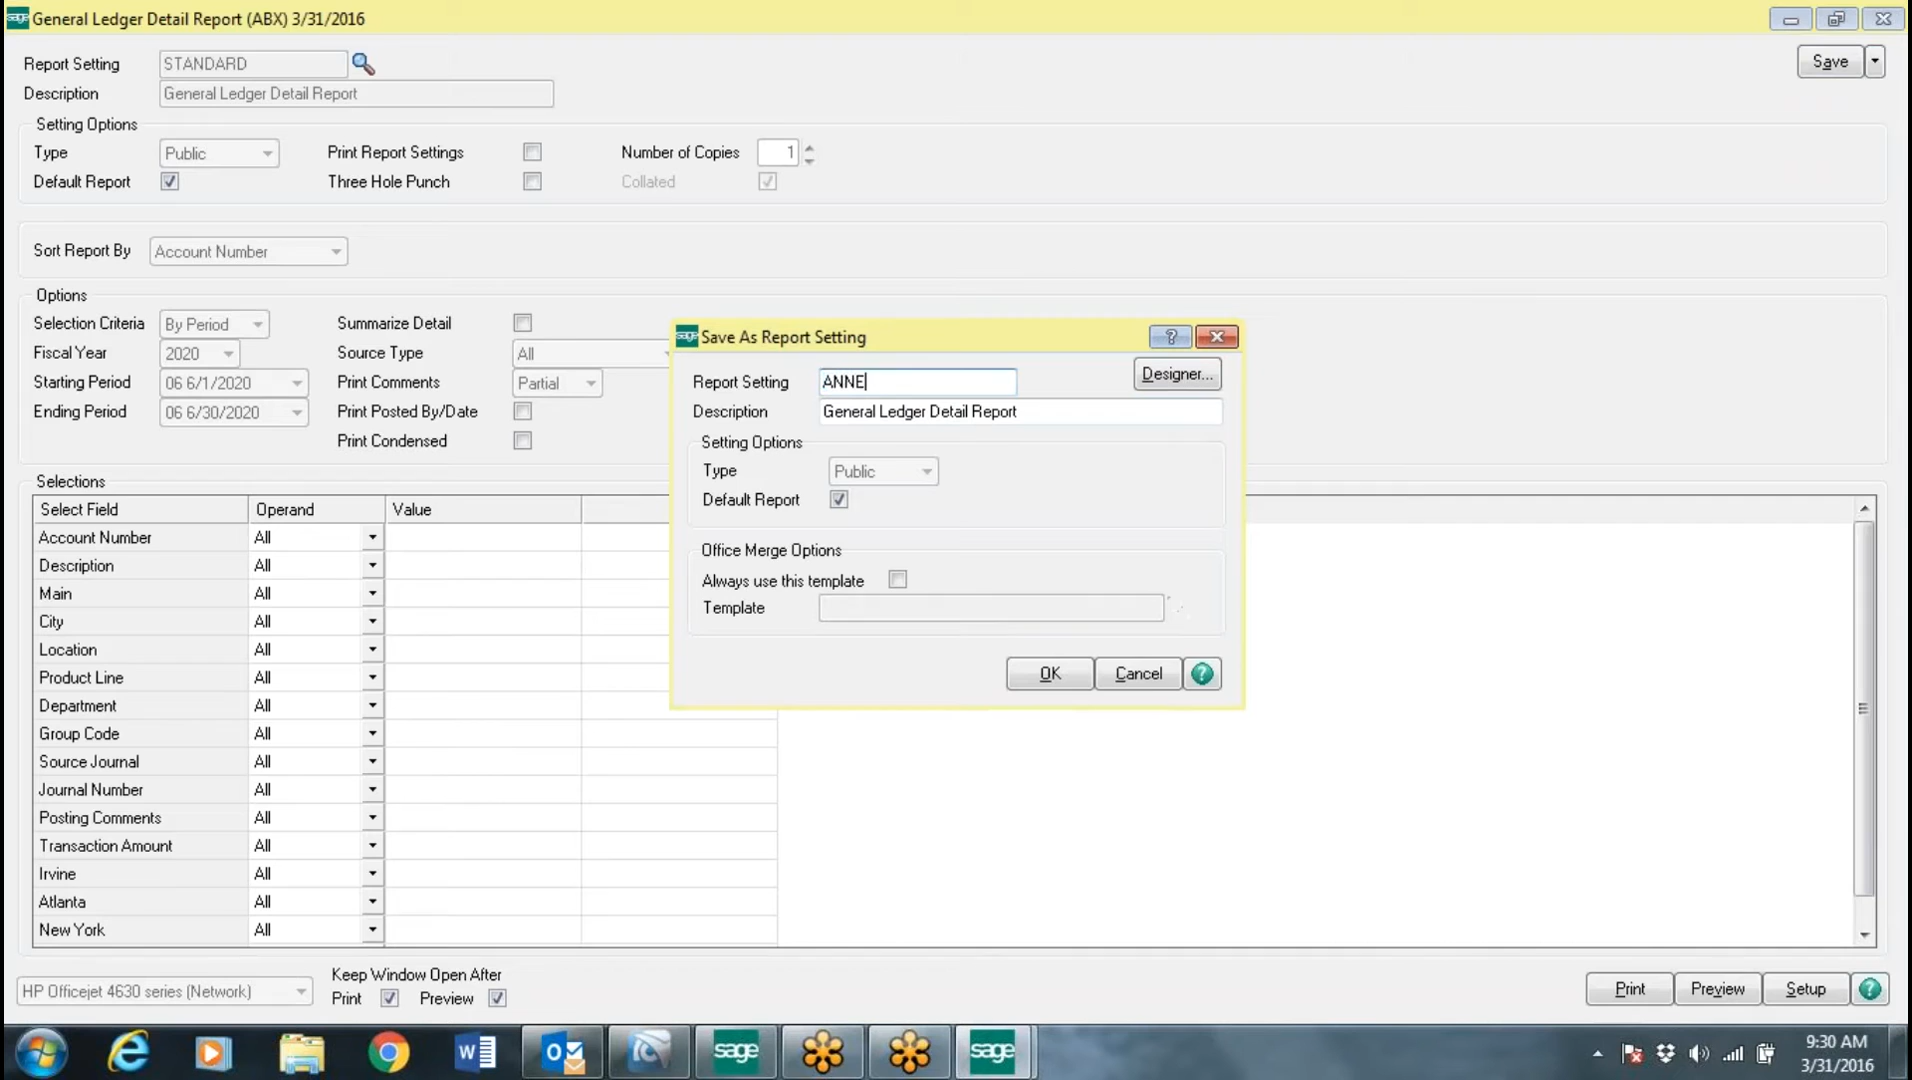 sage General Ledger Detail Report (ABX) 3/31/2016
Report Setting STANDARD Save
Description General Ledger Detail Report
Setting Options
Type Public Print Report Settings Number of Copies 1
Default Report Three Hole Punch Collated
Sort Report By Account Number
Options
Selection Criteria By Period Summarize Detail
Fiscal Year 2020 Source Type All
Starting Period 06 6/1/2020 Print Comments Partial
Ending Period 06 6/30/2020 Print Posted By/Date
Print Condensed
sage Save As Report Setting ?
Report Setting ANNE Designer...
Description General Ledger Detail Report
Setting Options
Type Public
Default Report
Office Merge Options
Always use this template
Template
OK Cancel ?
Selections
Select Field Operand Value
Account Number All
Description All
Main All
City All
Location All
Product Line All
Department All
Group Code All
Source Journal All
Journal Number All
Posting Comments All
Transaction Amount All
Irvine All
Atlanta All
New York All
HP Officejet 4630 series (Network) Keep Window Open After
Print Preview Print Preview Setup ?
sage sage 9:30 AM
3/31/2016